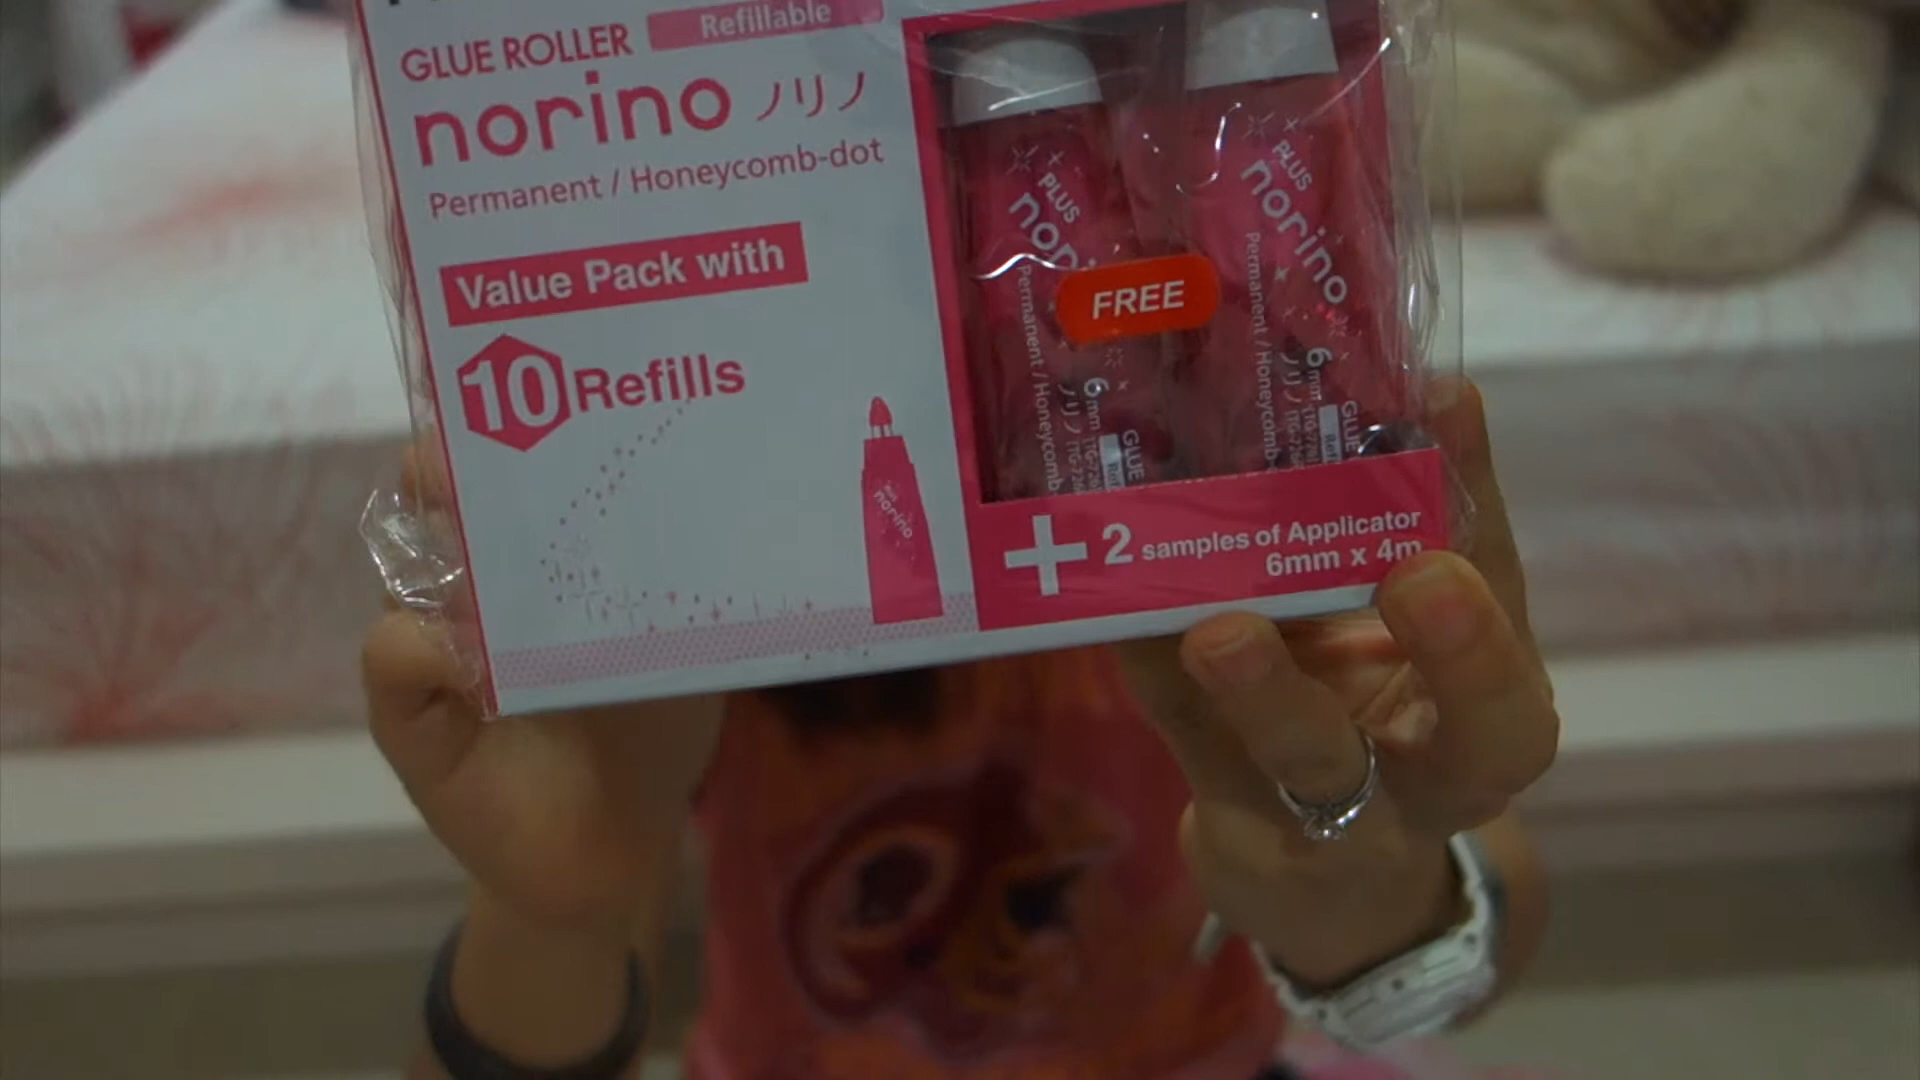 GLUE ROLLER Refillable
norino ノリノ
Permanent / Honeycomb-dot
Value Pack with
10 Refills
norino
PLUS
Permanent / Honeycomb-
6mm
ノリノ
GLUE
FREE
PLUS
norino
Permanent / Honeycomb-
6mm
ノリノ
GLUE
+ 2 samples of Applicator
6mm x 4m